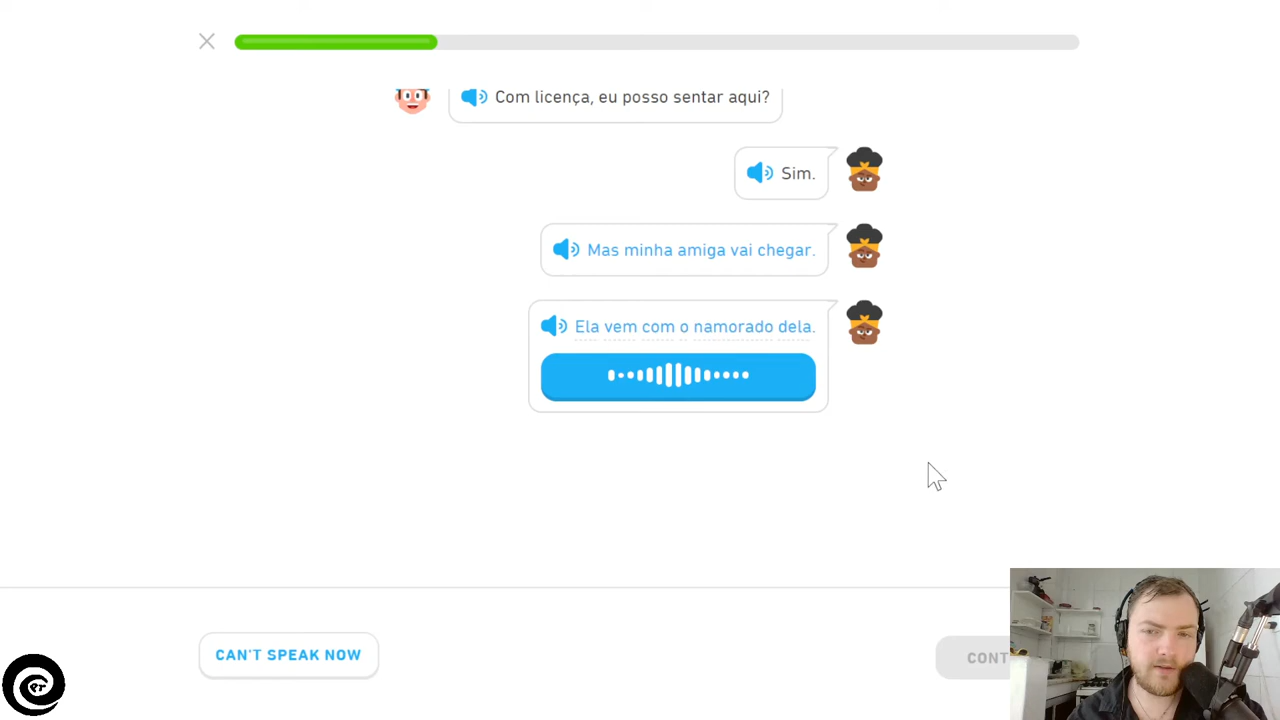 Com licença, eu posso sentar aqui?
Sim.
Mas minha amiga vai chegar.
Ela vem com o namorado dela.
CAN'T SPEAK NOW
CONT